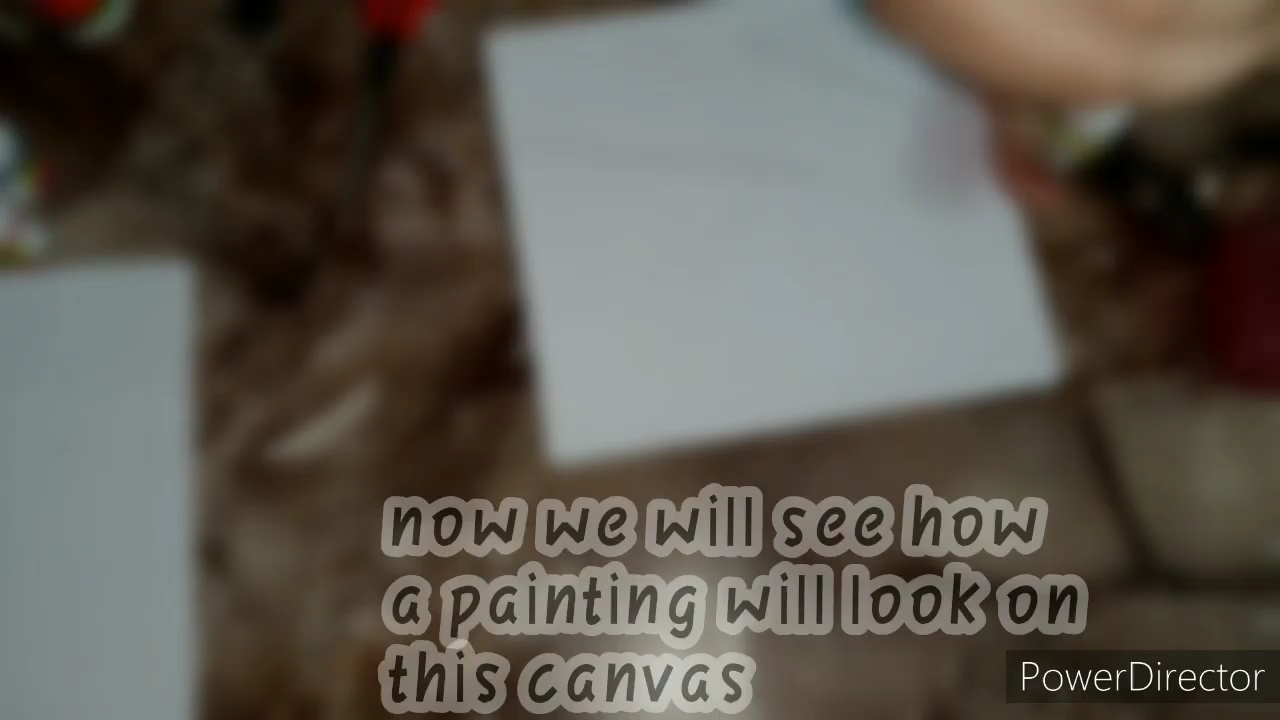 now we will see how
a painting will look on
this canvas
PowerDirector